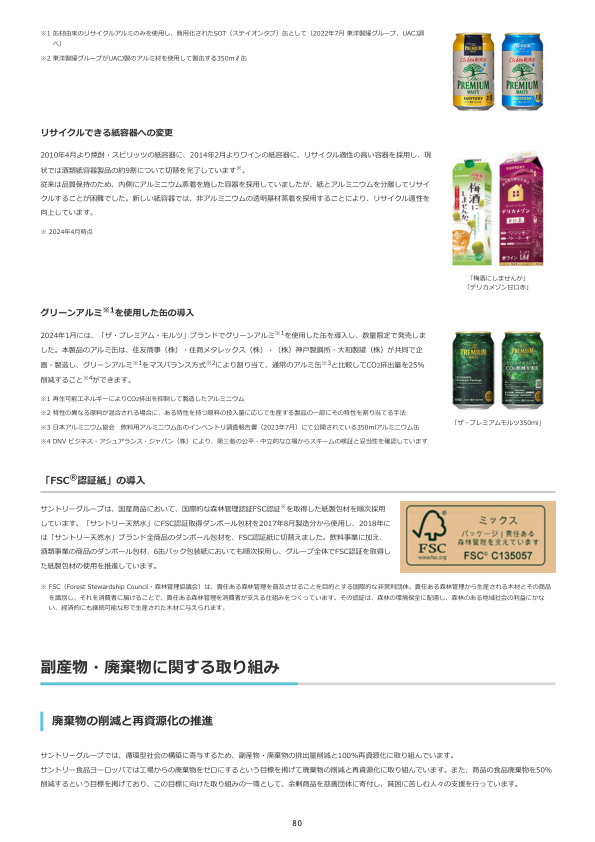 ※1 缶材由来のリサイクルアルミのみを使用し、商用化されたSOT（ステイオンタブ）缶として（2022年7月 東洋製罐グループ、UACJ調
べ）
※2 東洋製罐グループがUACJ製のアルミ材を使用して製缶する350mℓ缶
リサイクルできる紙容器への変更
2010年4月より焼酎・スピリッツの紙容器に、2014年2月よりワインの紙容器に、リサイクル適性の高い容器を採用し、現
状では酒類紙容器製品の約9割について切替を完了しています※。
従来は品質保持のため、内側にアルミニウム蒸着を施した容器を採用していましたが、紙とアルミニウムを分離してリサイ
クルすることが困難でした。新しい紙容器では、非アルミニウムの透明基材蒸着を採用することにより、リサイクル適性を
向上しています。
※ 2024年4月時点
「梅酒にしませんか」
「デリカメゾン甘口赤」
グリーンアルミ※1を使用した缶の導入
2024年1月には、「ザ・プレミアム・モルツ」ブランドでグリーンアルミ※1を使用した缶を導入し、数量限定で発売しま
した。本製品のアルミ缶は、住友商事（株）・住商メタレックス（株）・（株）神戸製鋼所・大和製罐（株）が共同で企
画・製造し、グリーンアルミ※1をマスバランス方式※2により割り当て、通常のアルミ缶※3と比較してCO2排出量を25%
削減すること※4ができます。
※1 再生可能エネルギーによりCO2排出を抑制して製造したアルミニウム
※2 特性の異なる原料が混合される場合に、ある特性を持つ原料の投入量に応じて生産する製品の一部にその特性を割り当てる手法
※3 日本アルミニウム協会　飲料用アルミニウム缶のインベントリ調査報告書（2023年7月）にて公開されている350mlアルミニウム缶
※4 DNV ビジネス・アシュアランス・ジャパン（株）により、第三者の公平・中立的な立場からスキームの検証と妥当性を確認しています
「ザ・プレミアムモルツ350ml」
「FSC®認証紙」の導入
サントリーグループは、国産商品において、国際的な森林管理認証FSC認証※を取得した紙製包材を順次採用
しています。「サントリー天然水」にFSC認証取得ダンボール包材を2017年8月製造分から使用し、2018年に
は「サントリー天然水」ブランド全商品のダンボール包材を、FSC認証紙に切替えました。飲料事業に加え、
酒類事業の商品のダンボール包材、6缶パック包装紙においても順次採用し、グループ全体でFSC認証を取得し
た紙製包材の使用を推進しています。
FSC
www.fsc.org
ミックス
パッケージ｜責任ある
森林管理を支えています
FSC® C135057
※ FSC（Forest Stewardship Council・森林管理協議会）は、責任ある森林管理を普及させることを目的とする国際的な非営利団体。責任ある森林管理から生産される木材とその商品
を識別し、それを消費者に届けることで、責任ある森林管理を消費者が支える仕組みをつくっています。その認証は、森林の環境保全に配慮し、森林のある地域社会の利益にかな
い、経済的にも継続可能な形で生産された木材に与えられます。
副産物・廃棄物に関する取り組み
廃棄物の削減と再資源化の推進
サントリーグループでは、循環型社会の構築に寄与するため、副産物・廃棄物の排出量削減と100%再資源化に取り組んでいます。
サントリー食品ヨーロッパでは工場からの廃棄物をゼロにするという目標を掲げて廃棄物の削減と再資源化に取り組んでいます。また、商品の食品廃棄物を50%
削減するという目標を掲げており、この目標に向けた取り組みの一環として、余剰商品を慈善団体に寄付し、貧困に苦しむ人々の支援を行っています。
80